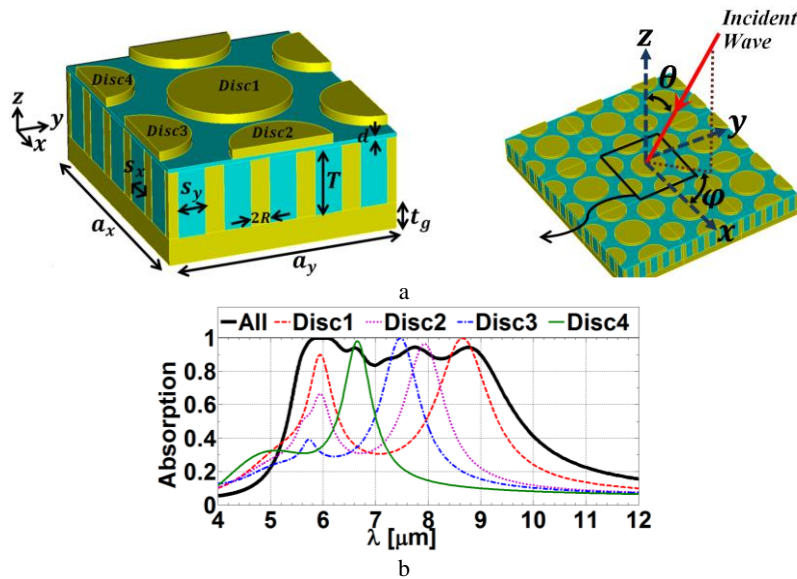 Incident
Wave
Disc4
Disc1
Disc3
Disc2
z
y
x
d
s_x
s_y
T
2R
t_g
a_x
a_y
z
θ
y
φ
x
a
All Disc1 Disc2 Disc3 Disc4
Absorption
1
0.8
0.6
0.4
0.2
0
4 5 6 7 8 9 10 11 12
λ [μm]
b